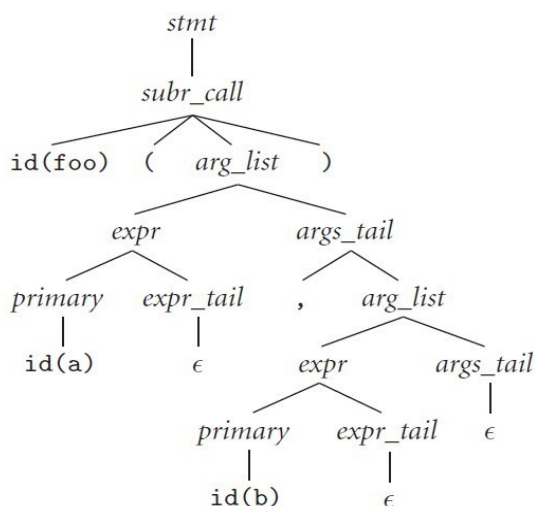 stmt
subr_call
id(foo) ( arg_list )
expr args_tail
primary expr_tail , arg_list
id(a) ϵ expr args_tail
primary expr_tail ϵ
id(b) ϵ